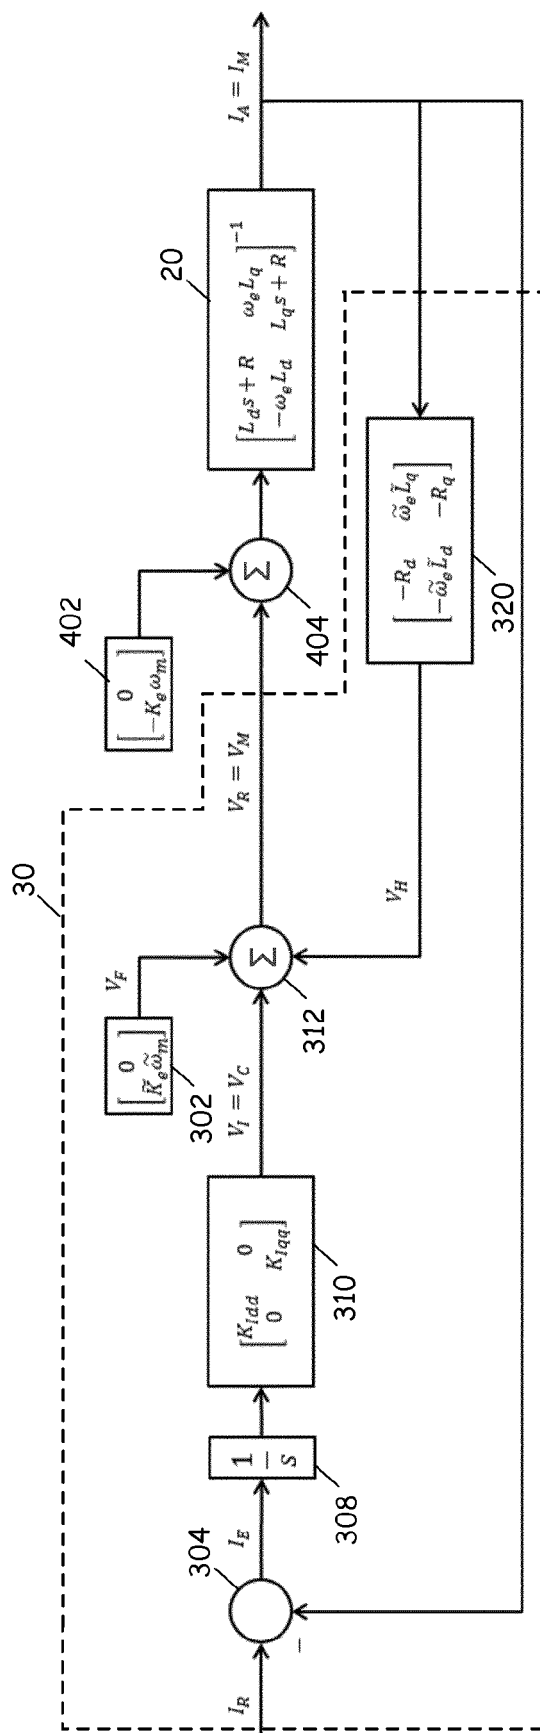 30
I_R
−
304
I_E
1
s
308
[K_Idd 0
0 K_Iqq]
310
V_I = V_C
[0
K̃_e ω̃_m]
302
V_F
Σ
312
V_R = V_M
V_H
402
[0
−K_e ω_m]
Σ
404
20
[L_d s + R ω_e L_q
−ω_e L_d L_q s + R]^−1
[−R_d ω̃_e L̃_q
−ω̃_e L̃_d −R_q]
320
I_A = I_M